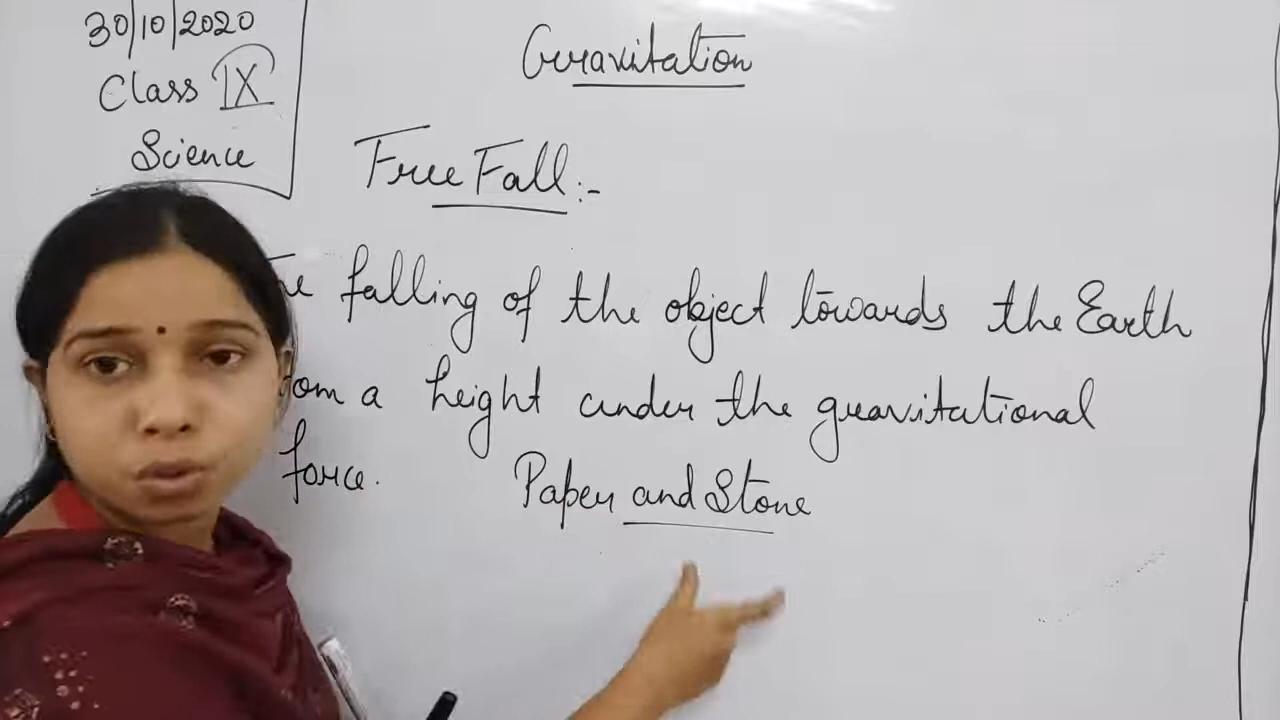 30/10/2020
Class IX
Science
Gravitation
Free Fall:-
falling of the object towards the Earth
a height under the gravitational
force.
Paper and Stone